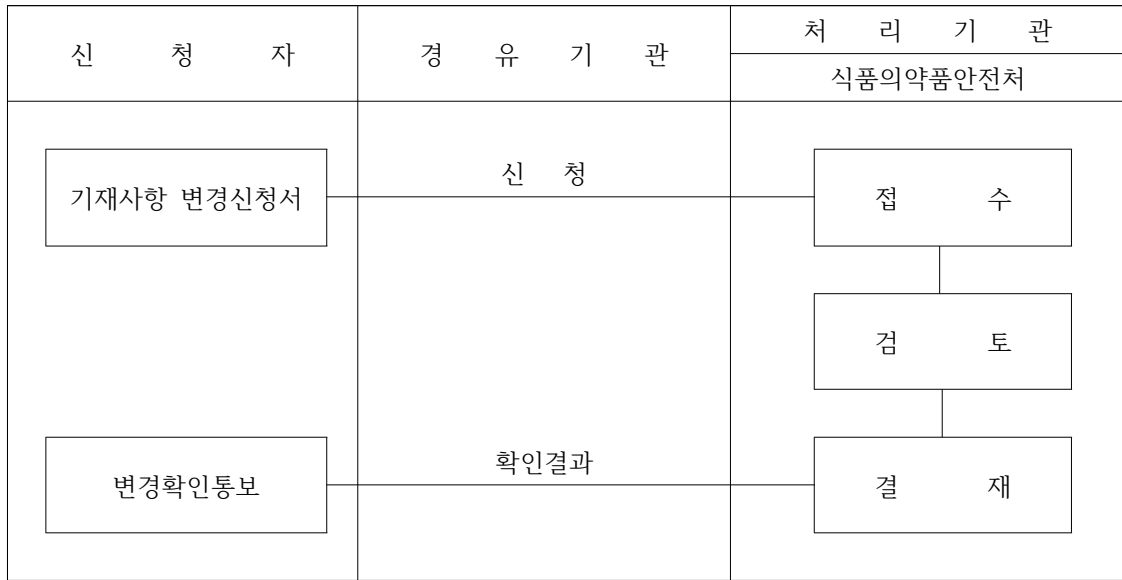 신 청 자
경 유 기 관
처 리 기 관
식품의약품안전처
기재사항 변경신청서
신 청
접 수
검 토
변경확인통보
확인결과
결 재